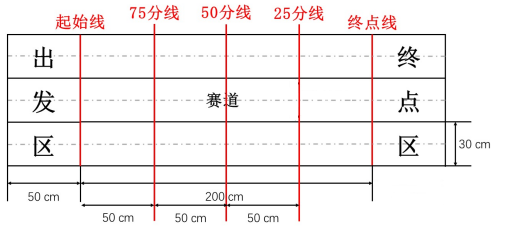 起始线 75分线 50分线 25分线 终点线
出 终
发 赛道 点
区 区
30 cm
50 cm 200 cm
50 cm 50 cm 50 cm